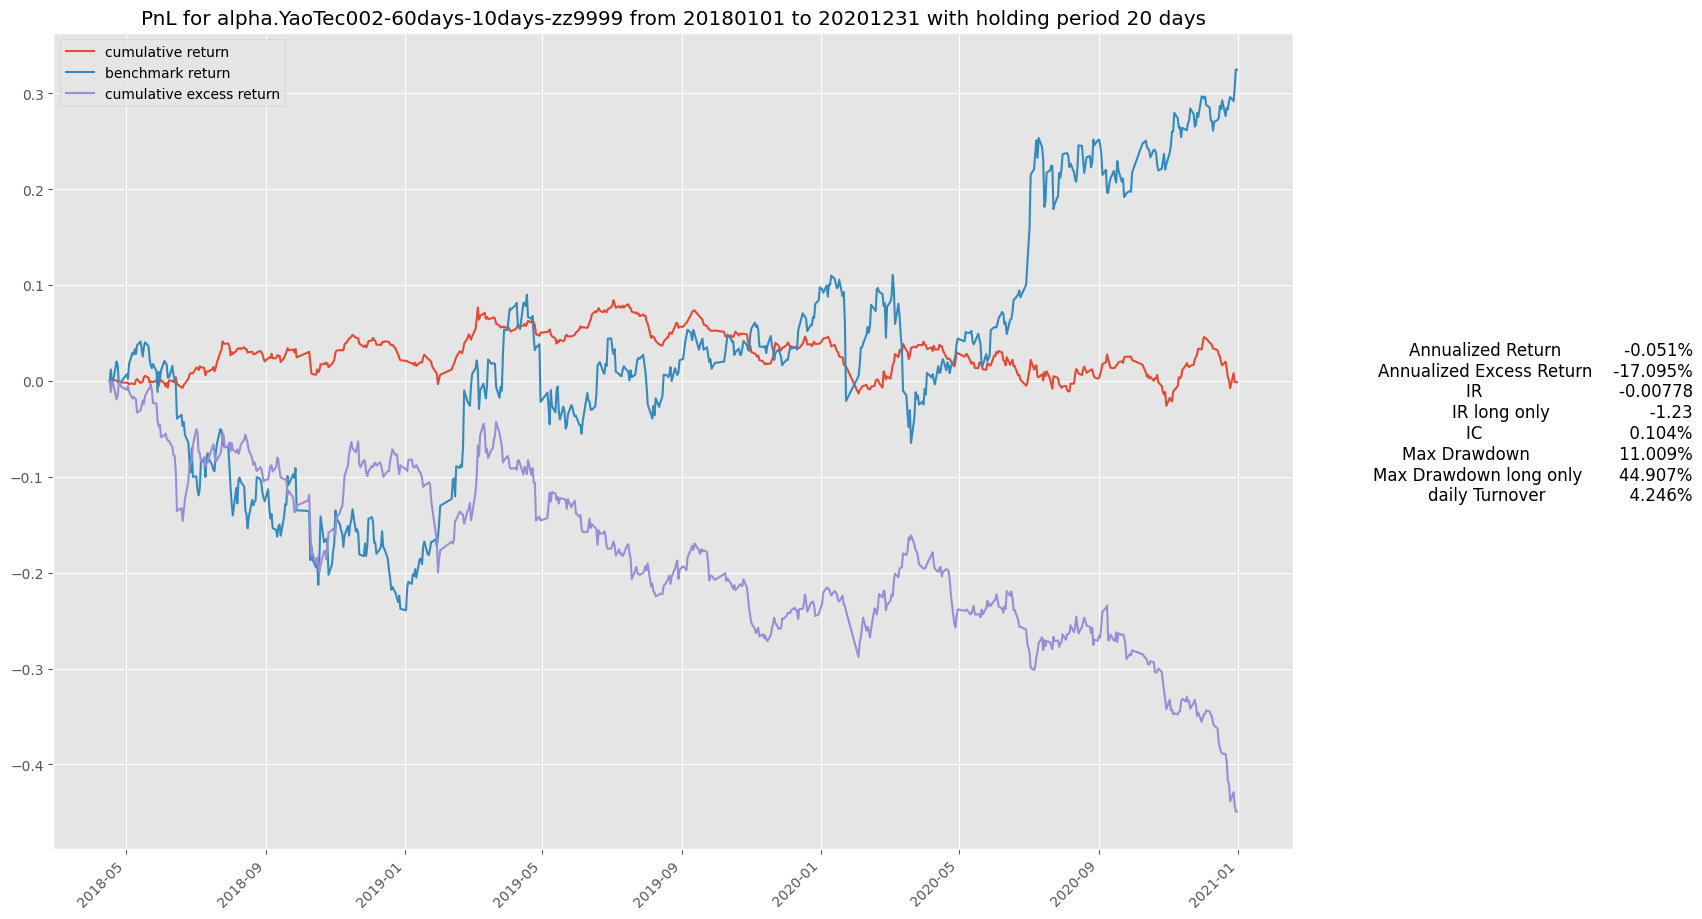 PnL for alpha.YaoTec002-60days-10days-zz9999 from 20180101 to 20201231 with holding period 20 days
cumulative return
benchmark return
cumulative excess return
0.3
0.2
0.1
0.0
−0.1
−0.2
−0.3
−0.4
2018-05
2018-09
2019-01
2019-05
2019-09
2020-01
2020-05
2020-09
2021-01
Annualized Return -0.051%
Annualized Excess Return -17.095%
IR -0.00778
IR long only -1.23
IC 0.104%
Max Drawdown 11.009%
Max Drawdown long only 44.907%
daily Turnover 4.246%